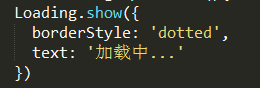 Loading.show({
  borderStyle: 'dotted',
  text: '加载中...'
})